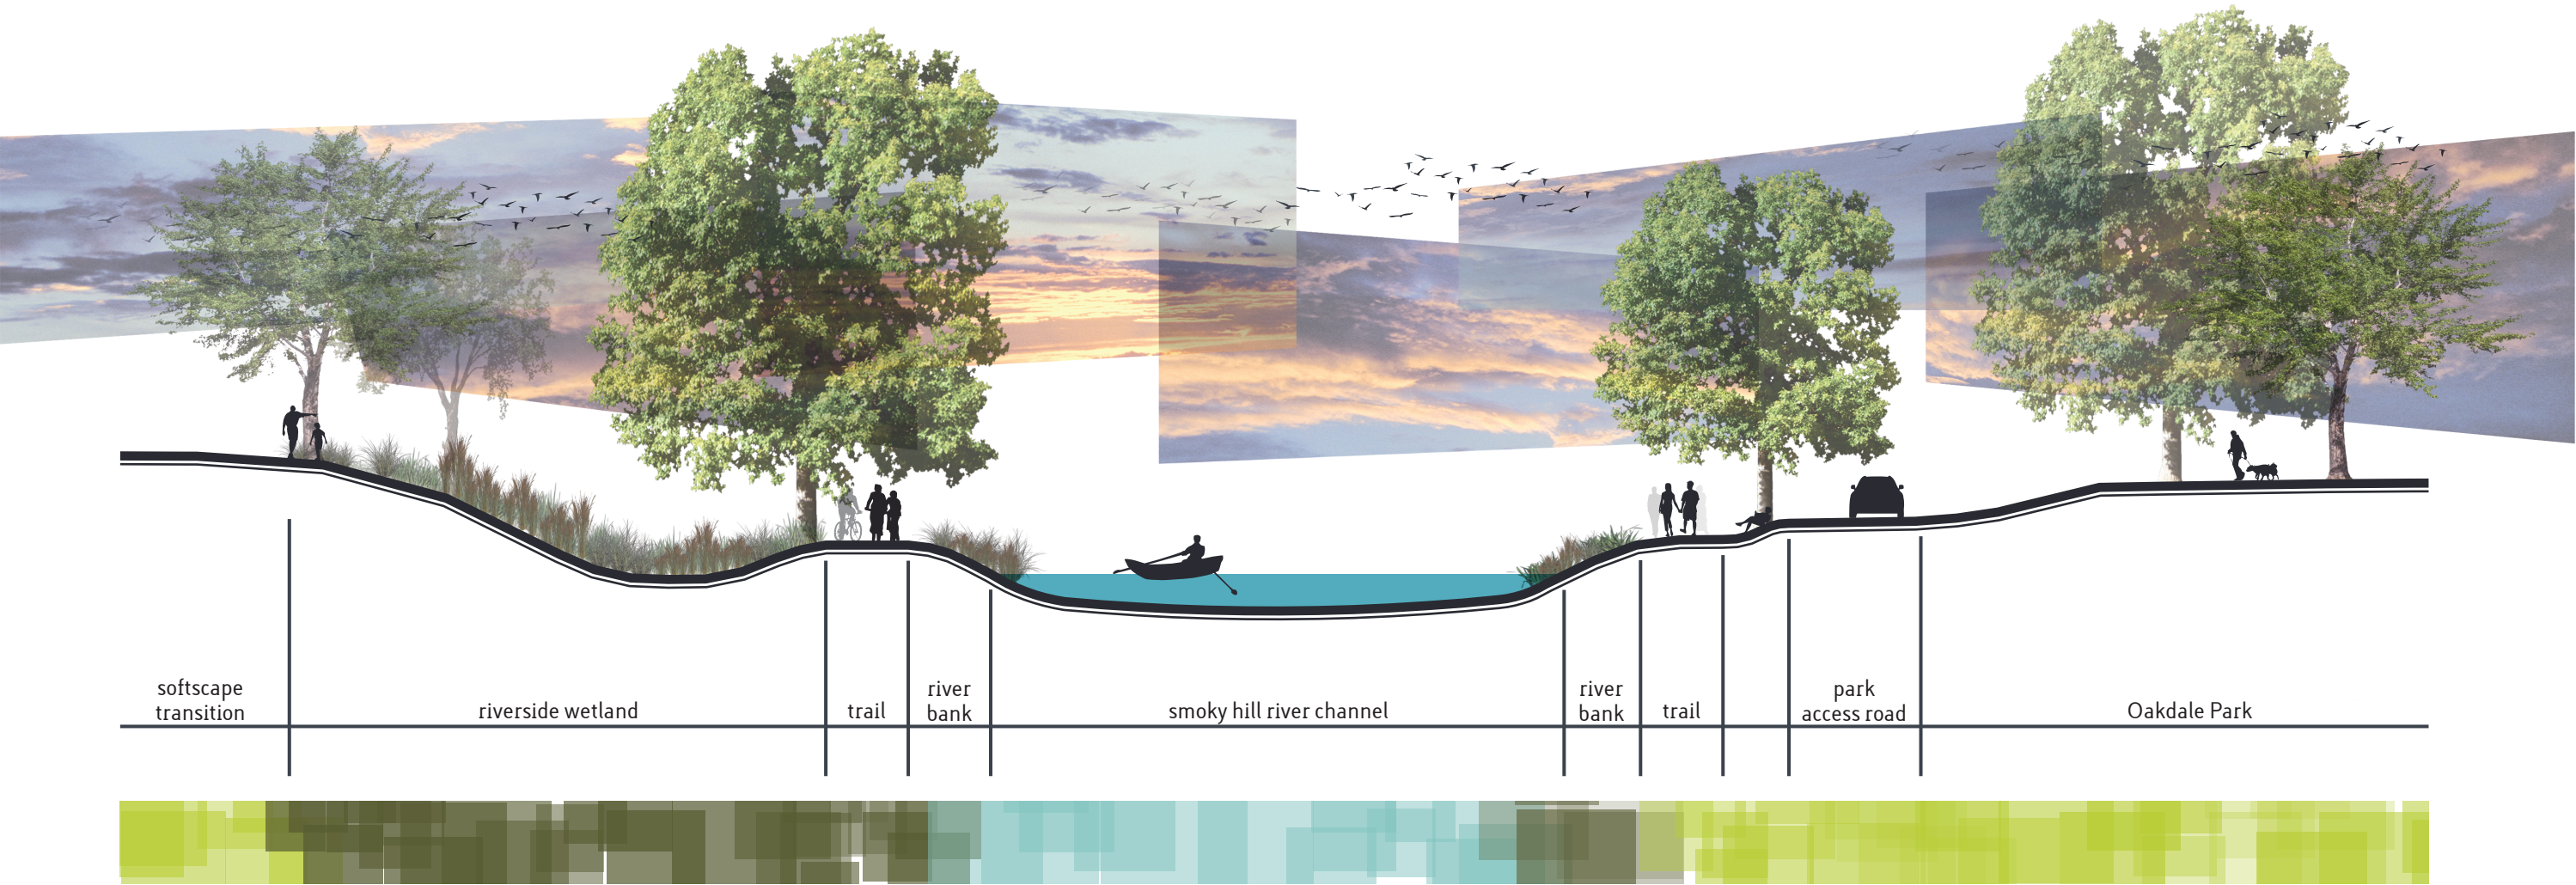 softscape
transition
riverside wetland
trail
river
bank
smoky hill river channel
river
bank
trail
park
access road
Oakdale Park